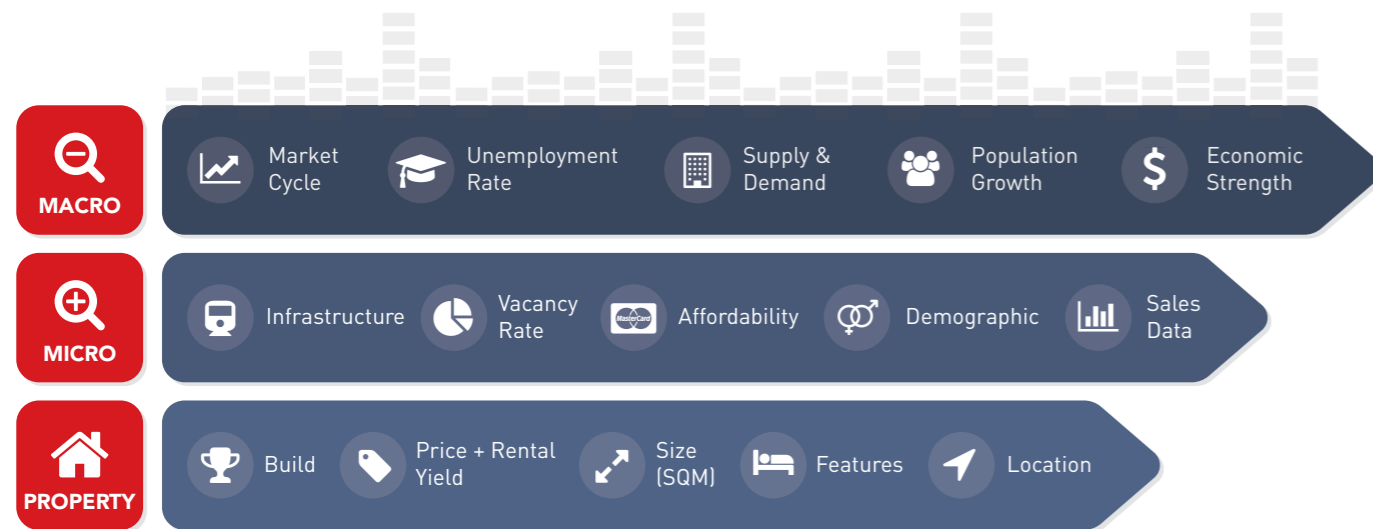 MACRO
Market
Cycle
Unemployment
Rate
Supply &
Demand
Population
Growth
Economic
Strength
MICRO
Infrastructure
Vacancy
Rate
MasterCard
Affordability
Demographic
Sales
Data
PROPERTY
Build
Price + Rental
Yield
Size
(SQM)
Features
Location